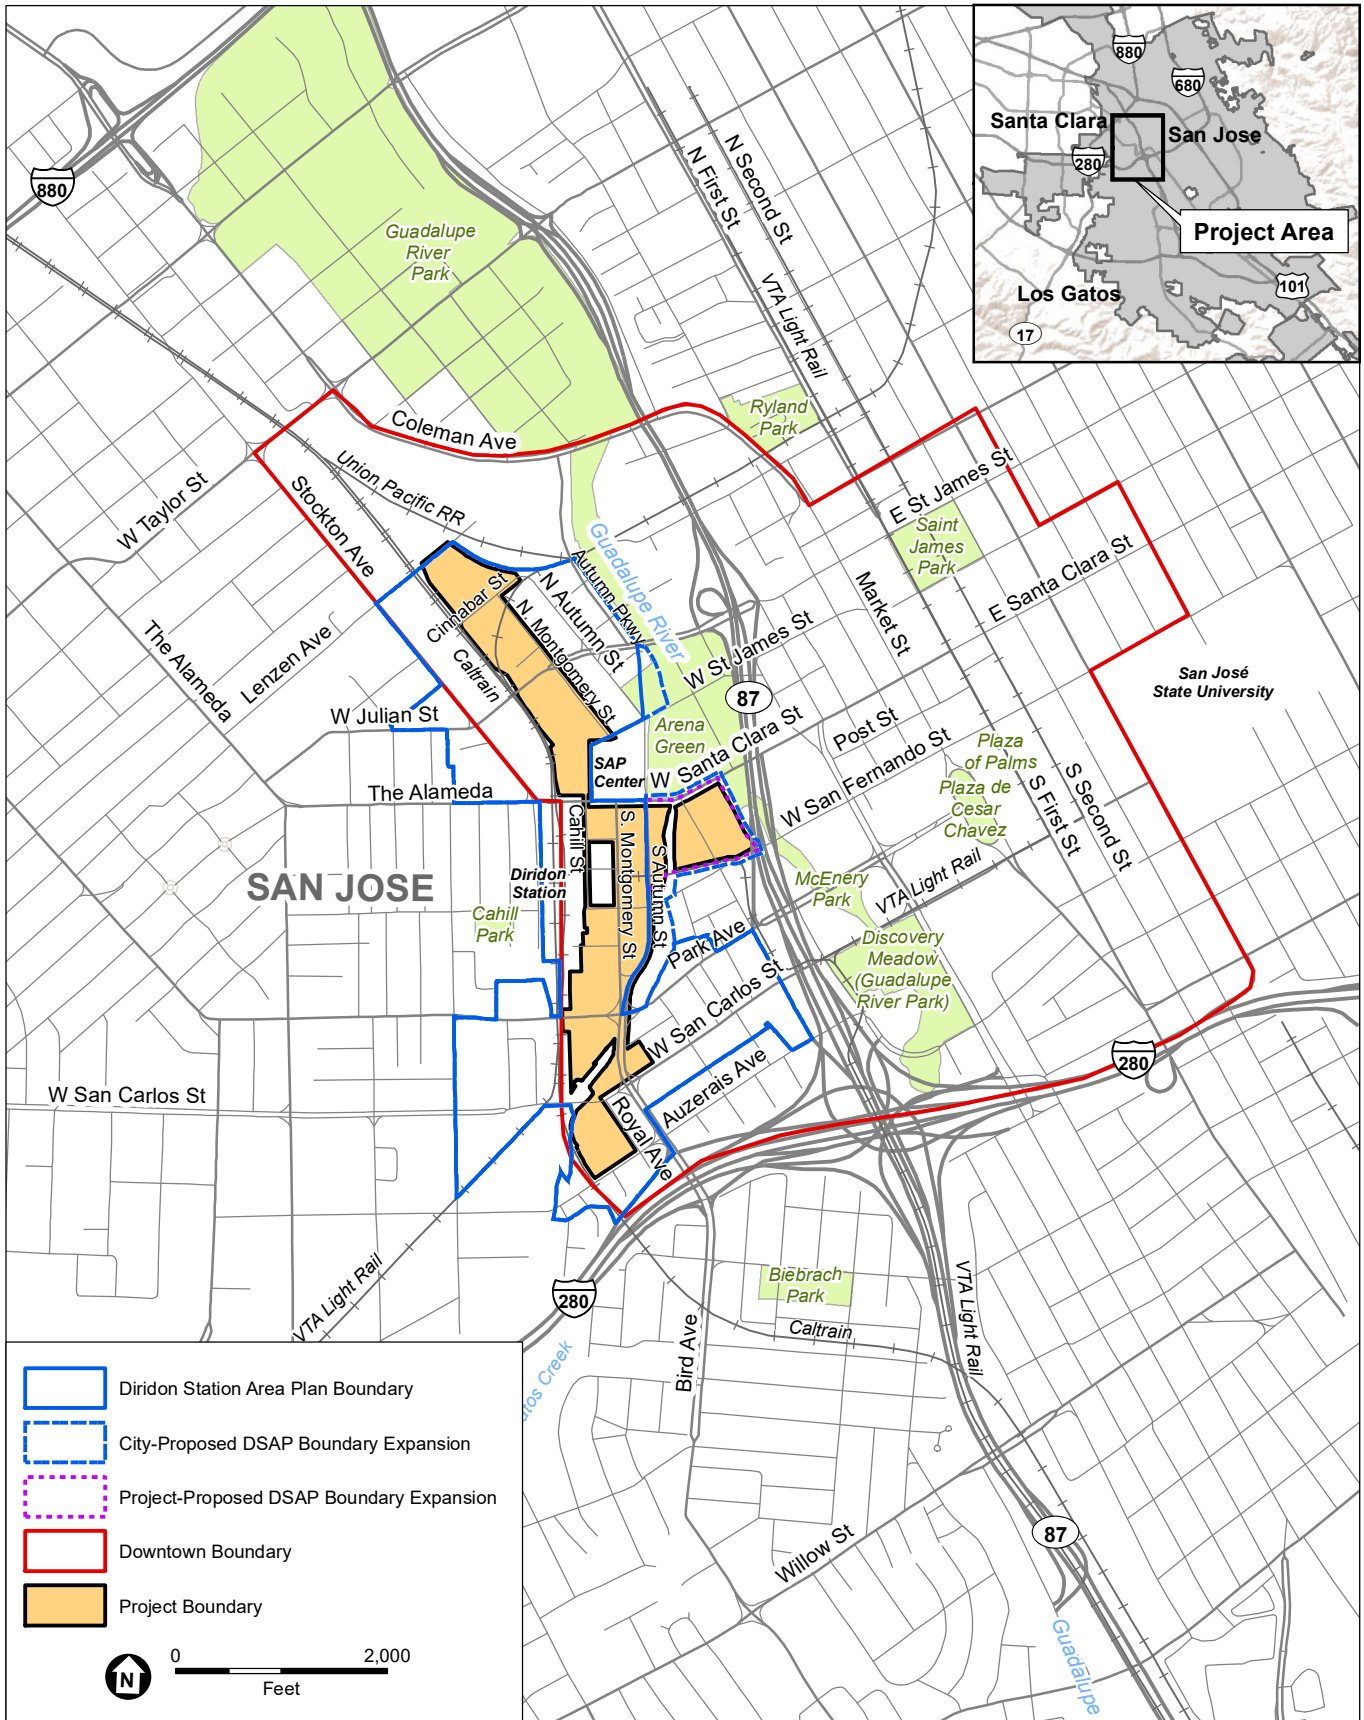 880
680
Santa Clara
San Jose
280
Project Area
Los Gatos
101
17
880
N Second St
N First St
VTA Light Rail
Guadalupe
River
Park
Ryland
Park
Coleman Ave
Union Pacific RR
W Taylor St
Stockton Ave
E St James St
Saint
James
Park
E Santa Clara St
Guadalupe River
Autumn Pkwy
N Autumn St
N. Montgomery St
Cinnabar St
Caltrain
Market St
The Alameda
Lenzen Ave
W Julian St
W St James St
87
San José
State University
Arena
Green
W Santa Clara St
Post St
W San Fernando St
Plaza
of Palms
Plaza de
Cesar
Chavez
S First St
S Second St
SAP
Center
The Alameda
Cahill St
S. Montgomery St
S Autumn St
SAN JOSE
Diridon
Station
Cahill
Park
McEnery
Park
VTA Light Rail
Discovery
Meadow
(Guadalupe
River Park)
Park Ave
W San Carlos St
Auzerais Ave
W San Carlos St
Royal Ave
280
VTA Light Rail
280
Biebrach
Park
Caltrain
VTA Light Rail
Bird Ave
Creek
Willow St
87
Guadalupe
Diridon Station Area Plan Boundary
City-Proposed DSAP Boundary Expansion
Project-Proposed DSAP Boundary Expansion
Downtown Boundary
Project Boundary
N
0 2,000
Feet